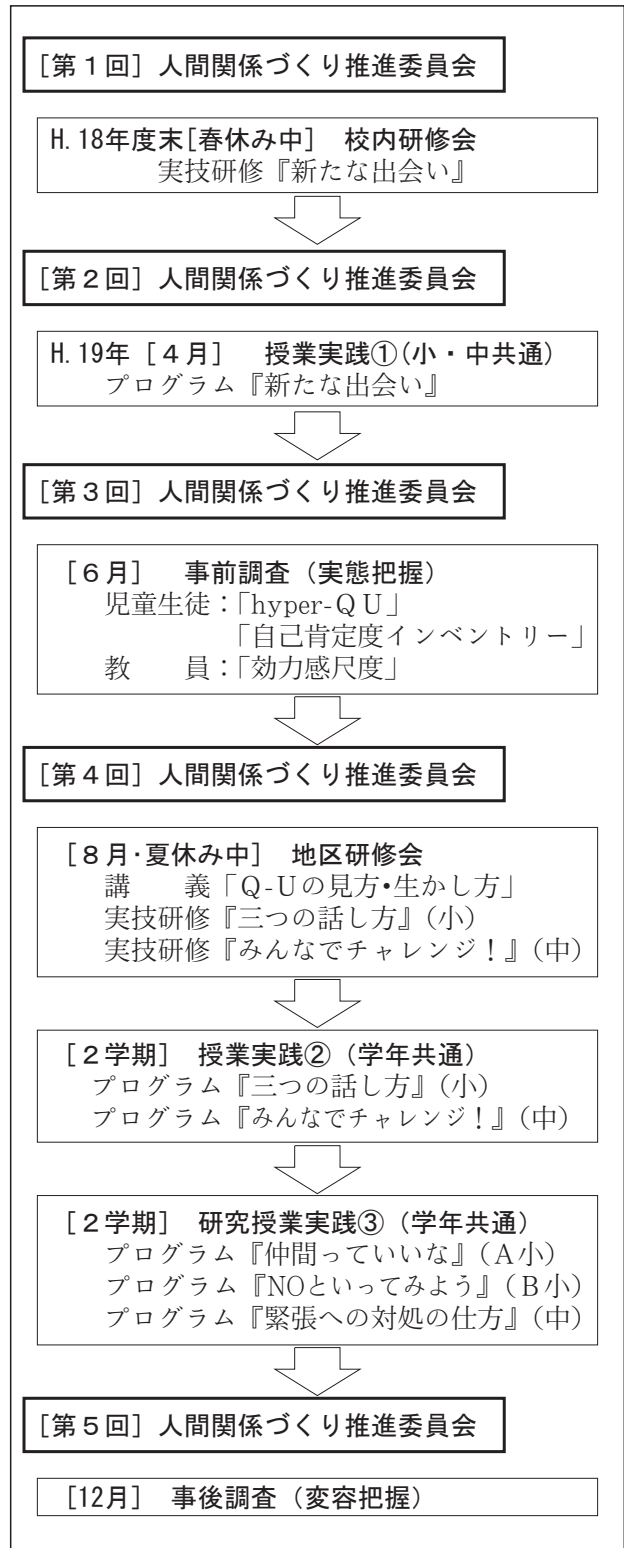 [第1回] 人間関係づくり推進委員会
H.18年度末[春休み中] 校内研修会
実技研修『新たな出会い』
[第2回] 人間関係づくり推進委員会
H.19年 [4月] 授業実践①(小・中共通)
プログラム『新たな出会い』
[第3回] 人間関係づくり推進委員会
[6月] 事前調査(実態把握)
児童生徒:「hyper-QU」
「自己肯定度インベントリー」
教 員:「効力感尺度」
[第4回] 人間関係づくり推進委員会
[8月・夏休み中] 地区研修会
講 義「Q-Uの見方・生かし方」
実技研修『三つの話し方』(小)
実技研修『みんなでチャレンジ!』(中)
[2学期] 授業実践②(学年共通)
プログラム『三つの話し方』(小)
プログラム『みんなでチャレンジ!』(中)
[2学期] 研究授業実践③(学年共通)
プログラム『仲間っていいな』(A小)
プログラム『NOといってみよう』(B小)
プログラム『緊張への対処の仕方』(中)
[第5回] 人間関係づくり推進委員会
[12月] 事後調査(変容把握)